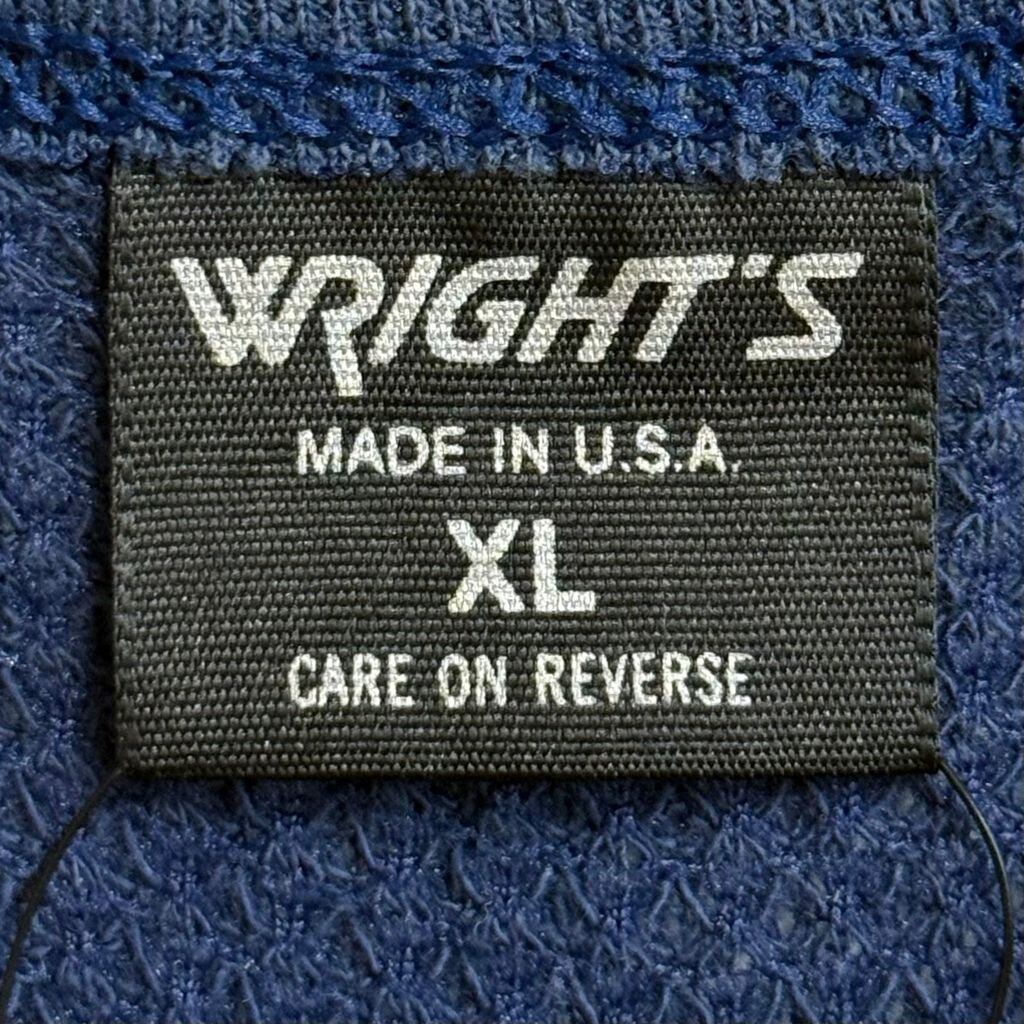 WRIGHT'S
MADE IN U.S.A.
XL
CARE ON REVERSE